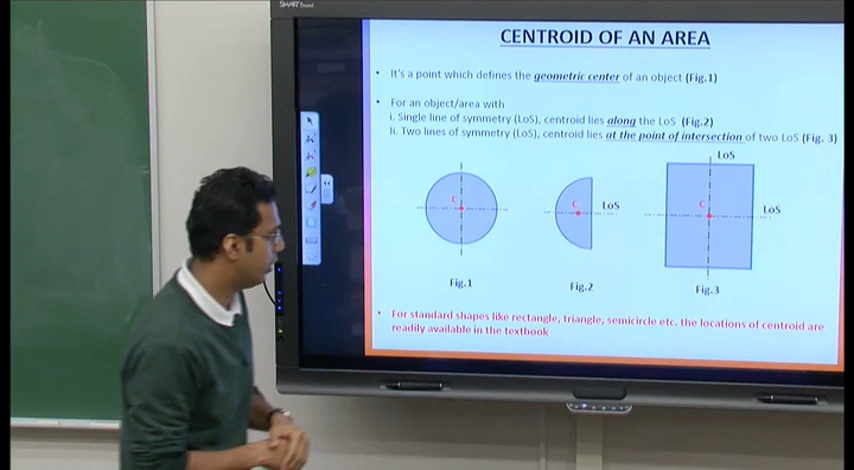 SMART Board
CENTROID OF AN AREA
• It's a point which defines the geometric center of an object (Fig.1)
• For an object/area with
i. Single line of symmetry (LoS), centroid lies along the LoS (Fig.2)
Ii. Two lines of symmetry (LoS), centroid lies at the point of intersection of two LoS (Fig. 3)
LoS
C
C
LoS
C
LoS
Fig.1
Fig.2
Fig.3
• For standard shapes like rectangle, triangle, semicircle etc. the locations of centroid are
readily available in the textbook